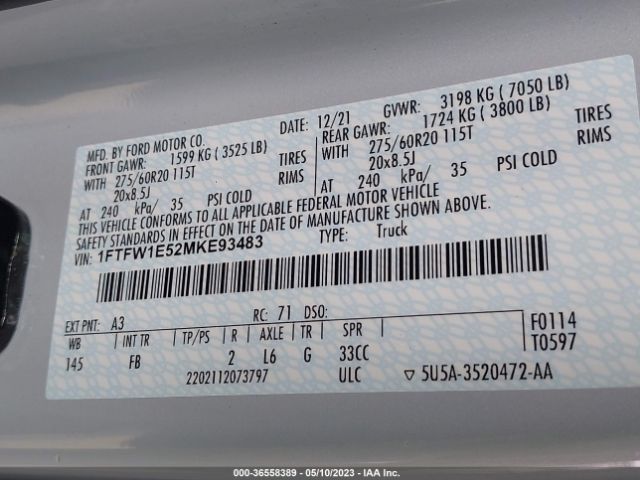 MFD. BY FORD MOTOR CO. DATE: 12/21 GVWR: 3198 KG ( 7050 LB)
FRONT GAWR: 1599 KG ( 3525 LB) REAR GAWR: 1724 KG ( 3800 LB)
WITH 275/60R20 115T TIRES WITH 275/60R20 115T TIRES
20x8.5J RIMS 20x8.5J RIMS
AT 240 kPa/ 35 PSI COLD AT 240 kPa/ 35 PSI COLD
THIS VEHICLE CONFORMS TO ALL APPLICABLE FEDERAL MOTOR VEHICLE
SAFETY STANDARDS IN EFFECT ON THE DATE OF MANUFACTURE SHOWN ABOVE.
VIN: 1FTFW1E52MKE93483 TYPE: Truck
EXT PNT: A3 RC: 71 DSO:
WB INT TR TP/PS R AXLE TR SPR F0114
145 FB 2 L6 G 33CC T0597
2202112073797 ULC ▽ 5U5A-3520472-AA
(36558389 - 05/10/2023 - IAA Inc.)